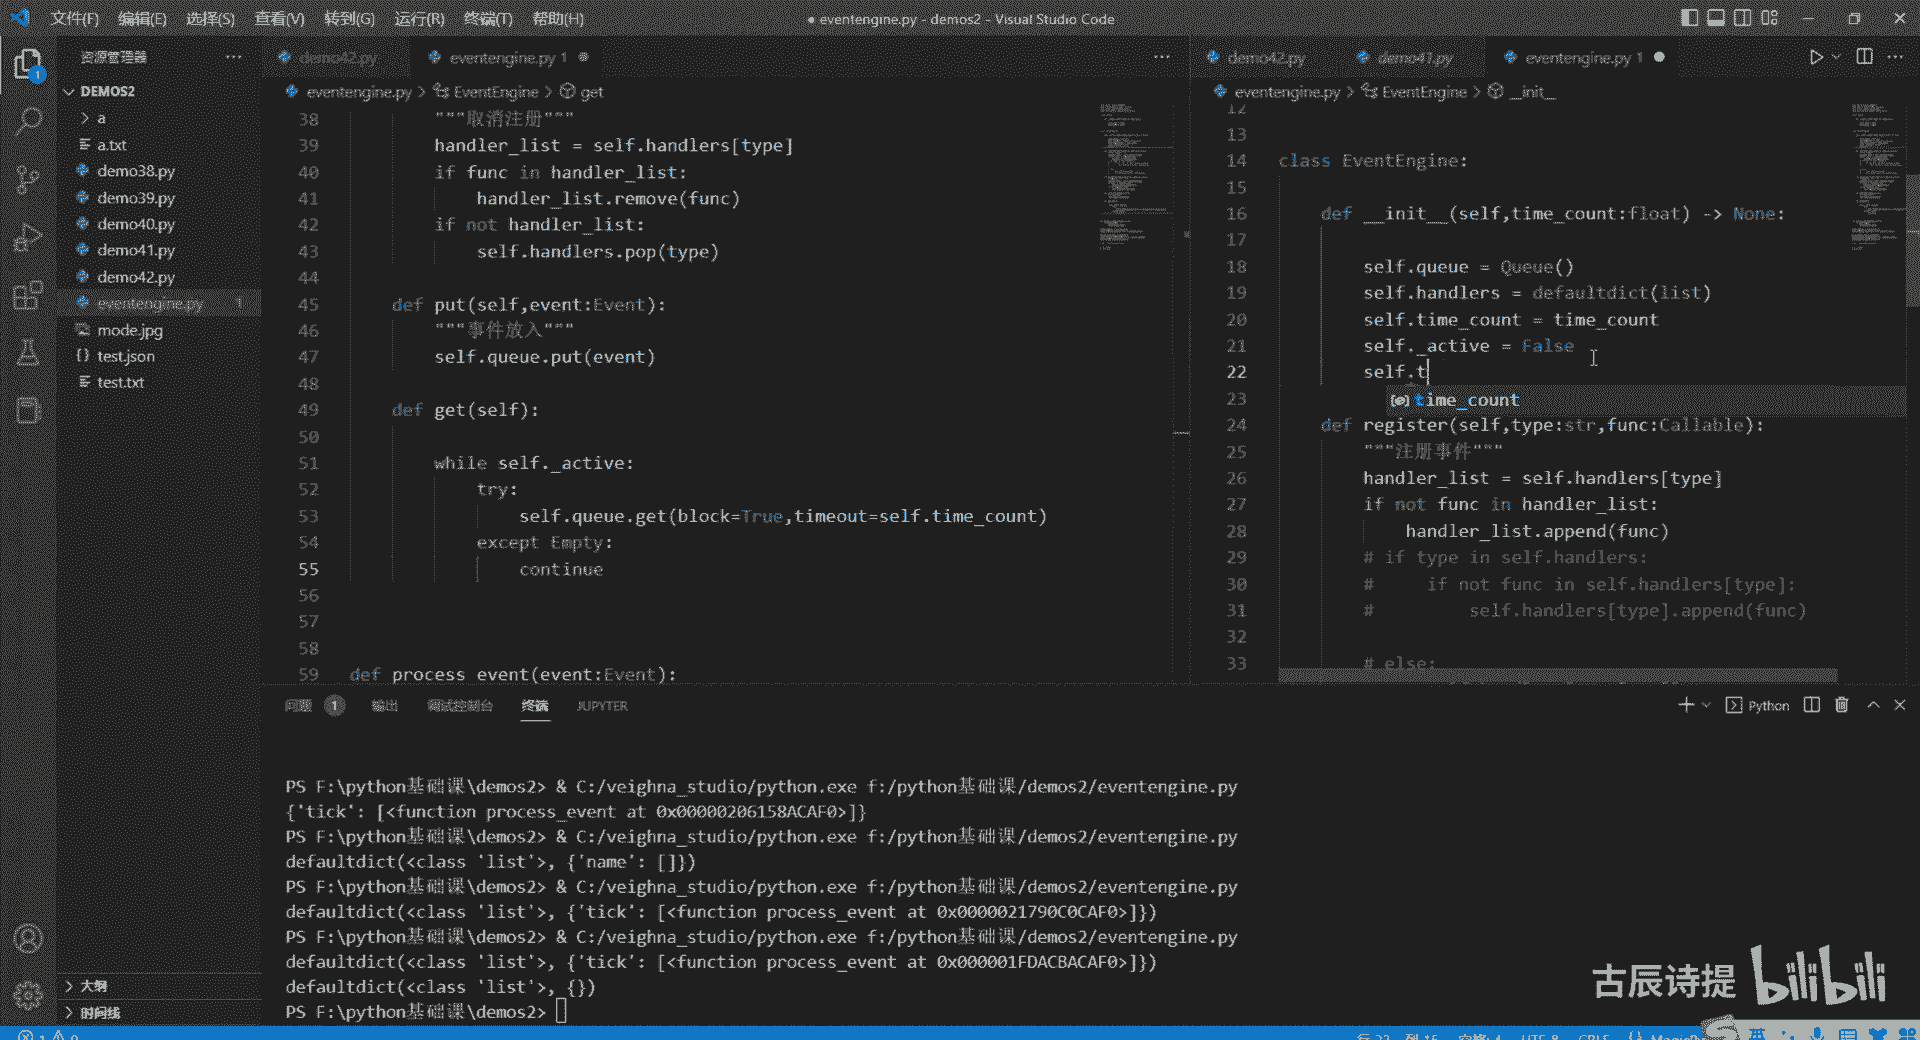 文件(F) 编辑(E) 选择(S) 查看(V) 转到(G) 运行(R) 终端(T) 帮助(H)
● eventengine.py - demos2 - Visual Studio Code
资源管理器
DEMOS2
a
a.txt
demo38.py
demo39.py
demo40.py
demo41.py
demo42.py
eventengine.py 1
mode.jpg
test.json
test.txt
大纲
时间线
demo42.py eventengine.py 1
eventengine.py > EventEngine > get
38 """取消注册"""
39 handler_list = self.handlers[type]
40 if func in handler_list:
41 handler_list.remove(func)
42 if not handler_list:
43 self.handlers.pop(type)
44
45 def put(self,event:Event):
46 """事件放入"""
47 self.queue.put(event)
48
49 def get(self):
50
51 while self._active:
52 try:
53 self.queue.get(block=True,timeout=self.time_count)
54 except Empty:
55 continue
56
57
58
59 def process_event(event:Event):
demo42.py demo41.py eventengine.py 1
eventengine.py > EventEngine > __init__
12
13
14 class EventEngine:
15
16 def __init__(self,time_count:float) -> None:
17
18 self.queue = Queue()
19 self.handlers = defaultdict(list)
20 self.time_count = time_count
21 self._active = False
22 self.t
time_count
23
24 def register(self,type:str,func:Callable):
25 """注册事件"""
26 handler_list = self.handlers[type]
27 if not func in handler_list:
28 handler_list.append(func)
29 # if type in self.handlers:
30 # if not func in self.handlers[type]:
31 # self.handlers[type].append(func)
32
33 # else:
问题 1 输出 调试控制台 终端 JUPYTER
Python
PS F:\python基础课\demos2> & C:/veighna_studio/python.exe f:/python基础课/demos2/eventengine.py
{'tick': [<function process_event at 0x00000206158ACAF0>]}
PS F:\python基础课\demos2> & C:/veighna_studio/python.exe f:/python基础课/demos2/eventengine.py
defaultdict(<class 'list'>, {'name': []})
PS F:\python基础课\demos2> & C:/veighna_studio/python.exe f:/python基础课/demos2/eventengine.py
defaultdict(<class 'list'>, {'tick': [<function process_event at 0x0000021790C0CAF0>]})
PS F:\python基础课\demos2> & C:/veighna_studio/python.exe f:/python基础课/demos2/eventengine.py
defaultdict(<class 'list'>, {'tick': [<function process_event at 0x000001FDACBACAF0>]})
defaultdict(<class 'list'>, {})
PS F:\python基础课\demos2>
古辰诗提 bilibili